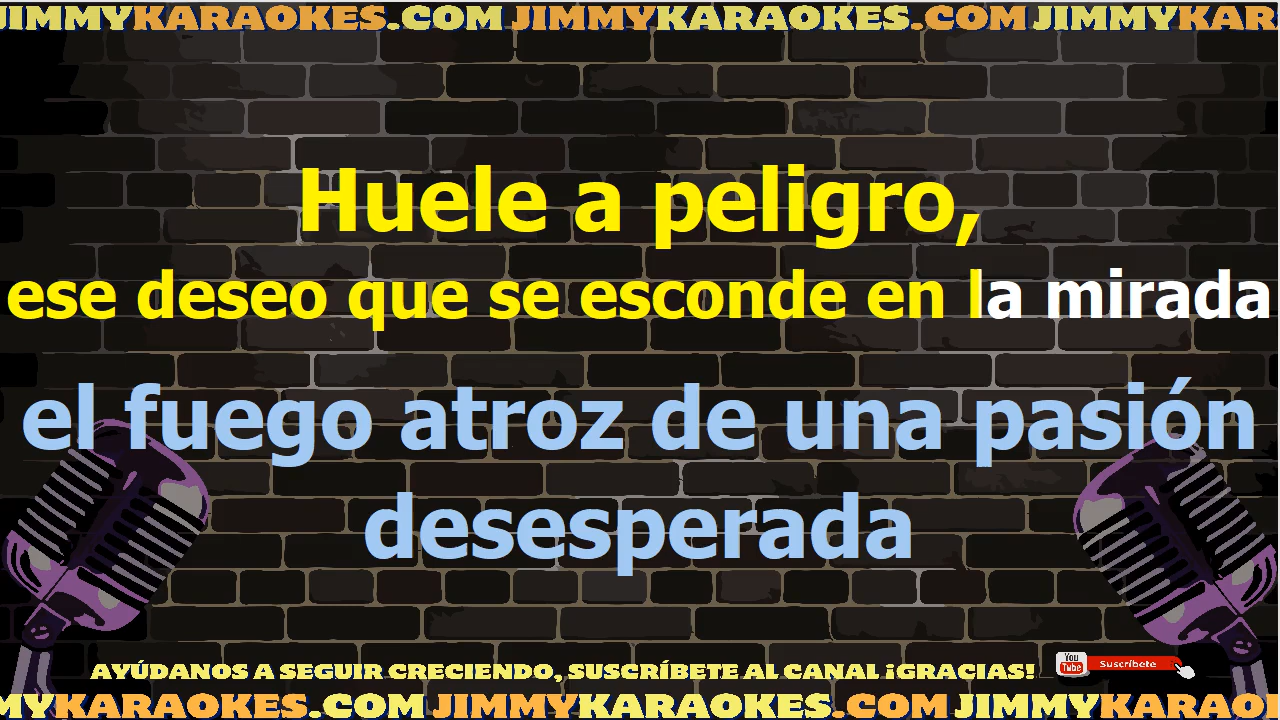 JIMMYKARAOKES.COM JIMMYKARAOKES.COM JIMMYKAR
Huele a peligro,
ese deseo que se esconde en la mirada
el fuego atroz de una pasión
desesperada
AYÚDANOS A SEGUIR CRECIENDO, SUSCRÍBETE AL CANAL ¡GRACIAS!
You Tube Suscríbete
MYKARAOKES.COM JIMMYKARAOKES.COM JIMMYKARAO